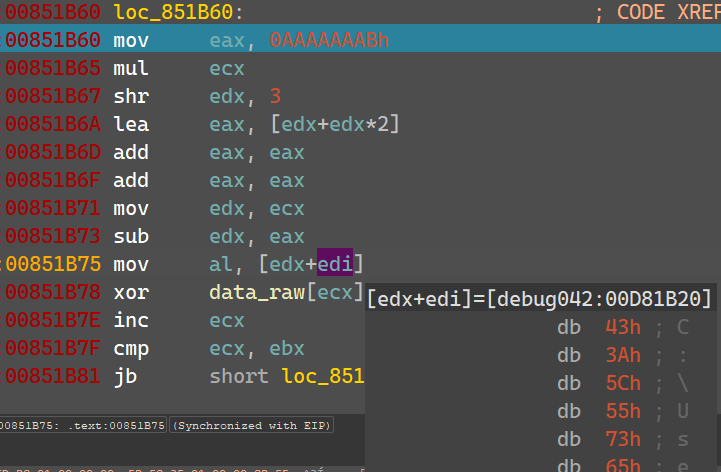 00851B60 loc_851B60: ; CODE XREF
00851B60 mov eax, 0AAAAAAABh
00851B65 mul ecx
00851B67 shr edx, 3
00851B6A lea eax, [edx+edx*2]
00851B6D add eax, eax
00851B6F add eax, eax
00851B71 mov edx, ecx
00851B73 sub edx, eax
:00851B75 mov al, [edx+edi]
00851B78 xor data_raw[ecx]
00851B7E inc ecx
00851B7F cmp ecx, ebx
00851B81 jb short loc_851
[edx+edi]=[debug042:00D81B20]
db 43h ; C
db 3Ah ; :
db 5Ch ; \
db 55h ; U
db 73h ; s
db 65h ; e
00851B75: .text:00851B75 (Synchronized with EIP)